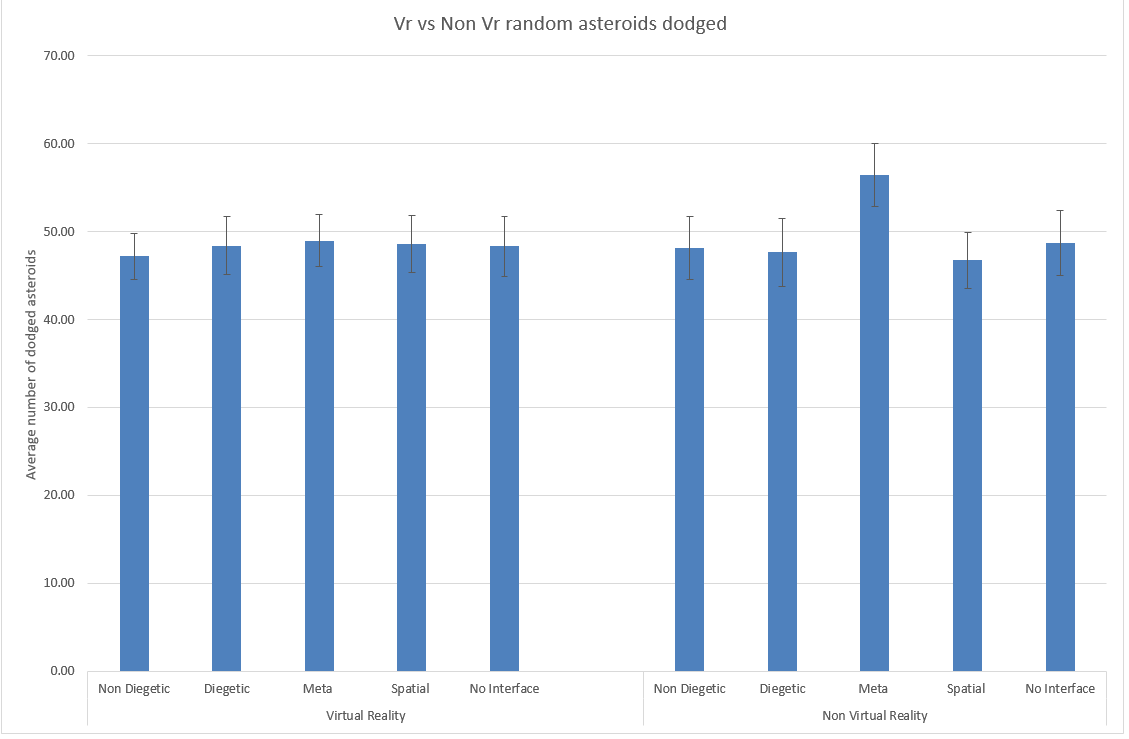 Vr vs Non Vr random asteroids dodged
Average number of dodged asteroids
70.00
60.00
50.00
40.00
30.00
20.00
10.00
0.00
Non Diegetic Diegetic Meta Spatial No Interface Non Diegetic Diegetic Meta Spatial No Interface
Virtual Reality Non Virtual Reality